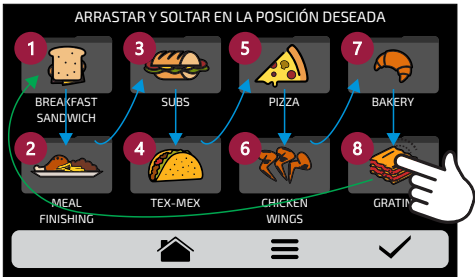 ARRASTAR Y SOLTAR EN LA POSICIÓN DESEADA
1
3
5
7
BREAKFAST
SANDWICH
SUBS
PIZZA
BAKERY
2
4
6
8
MEAL
FINISHING
TEX-MEX
CHICKEN
WINGS
GRATIN